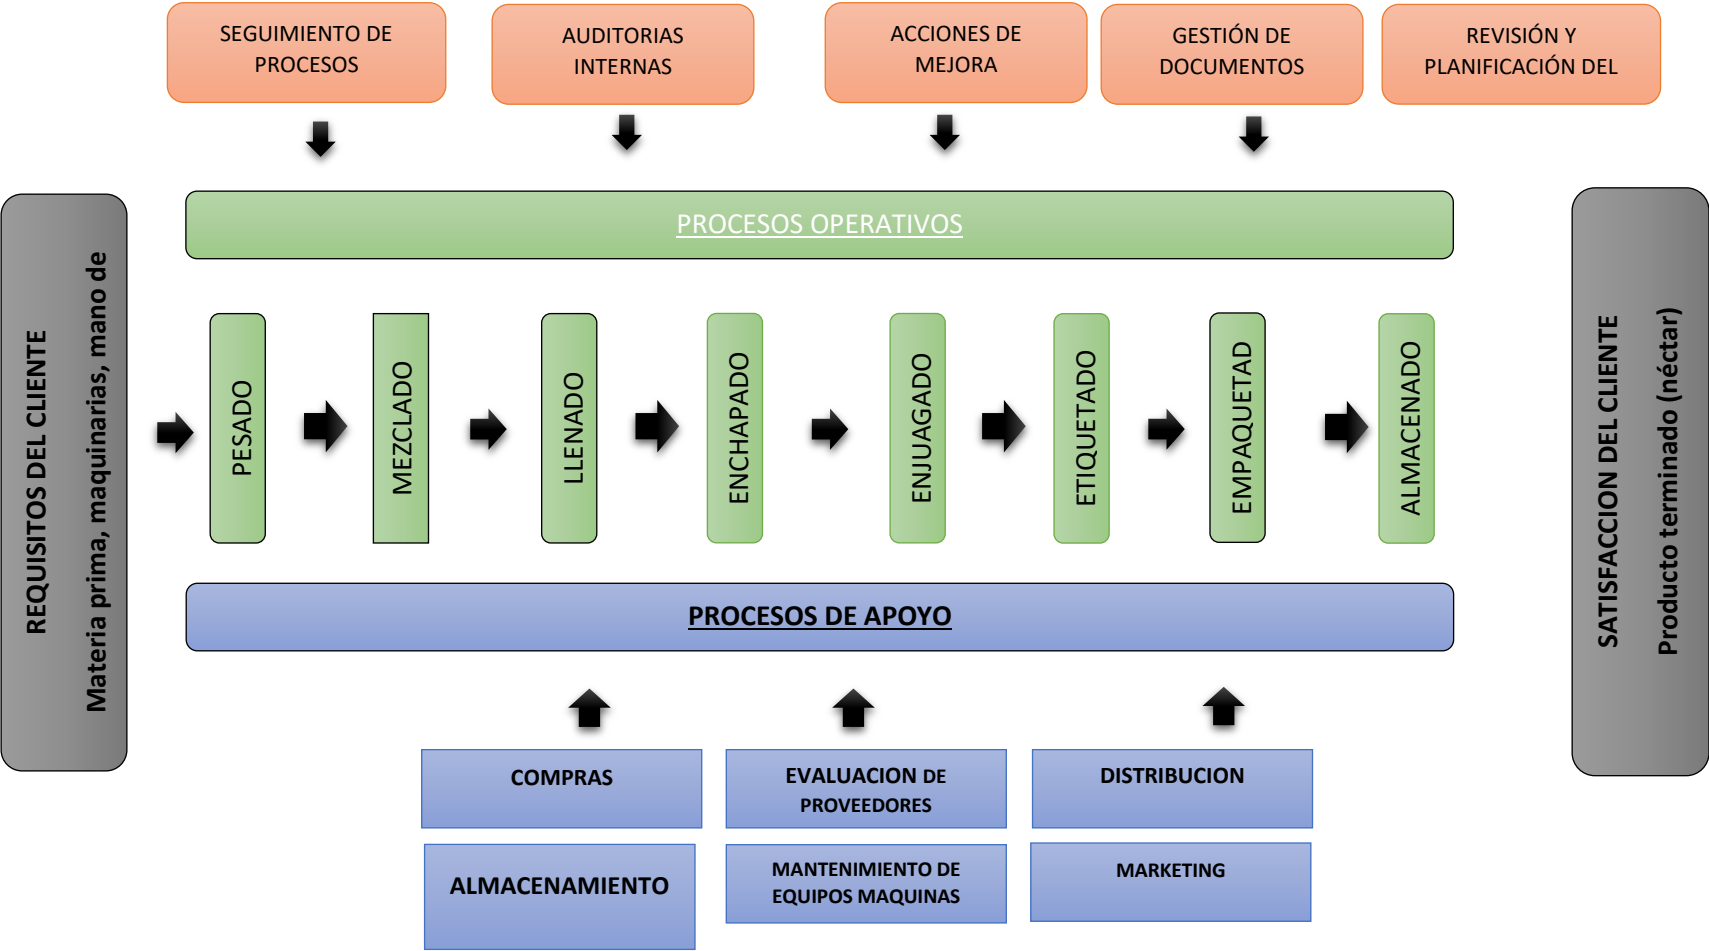 SEGUIMIENTO DE
PROCESOS
AUDITORIAS
INTERNAS
ACCIONES DE
MEJORA
GESTIÓN DE
DOCUMENTOS
REVISIÓN Y
PLANIFICACIÓN DEL
REQUISITOS DEL CLIENTE
Materia prima, maquinarias, mano de
PROCESOS OPERATIVOS
PESADO
MEZCLADO
LLENADO
ENCHAPADO
ENJUAGADO
ETIQUETADO
EMPAQUETAD
ALMACENADO
SATISFACCION DEL CLIENTE
Producto terminado (néctar)
PROCESOS DE APOYO
COMPRAS
EVALUACION DE
PROVEEDORES
DISTRIBUCION
ALMACENAMIENTO
MANTENIMIENTO DE
EQUIPOS MAQUINAS
MARKETING